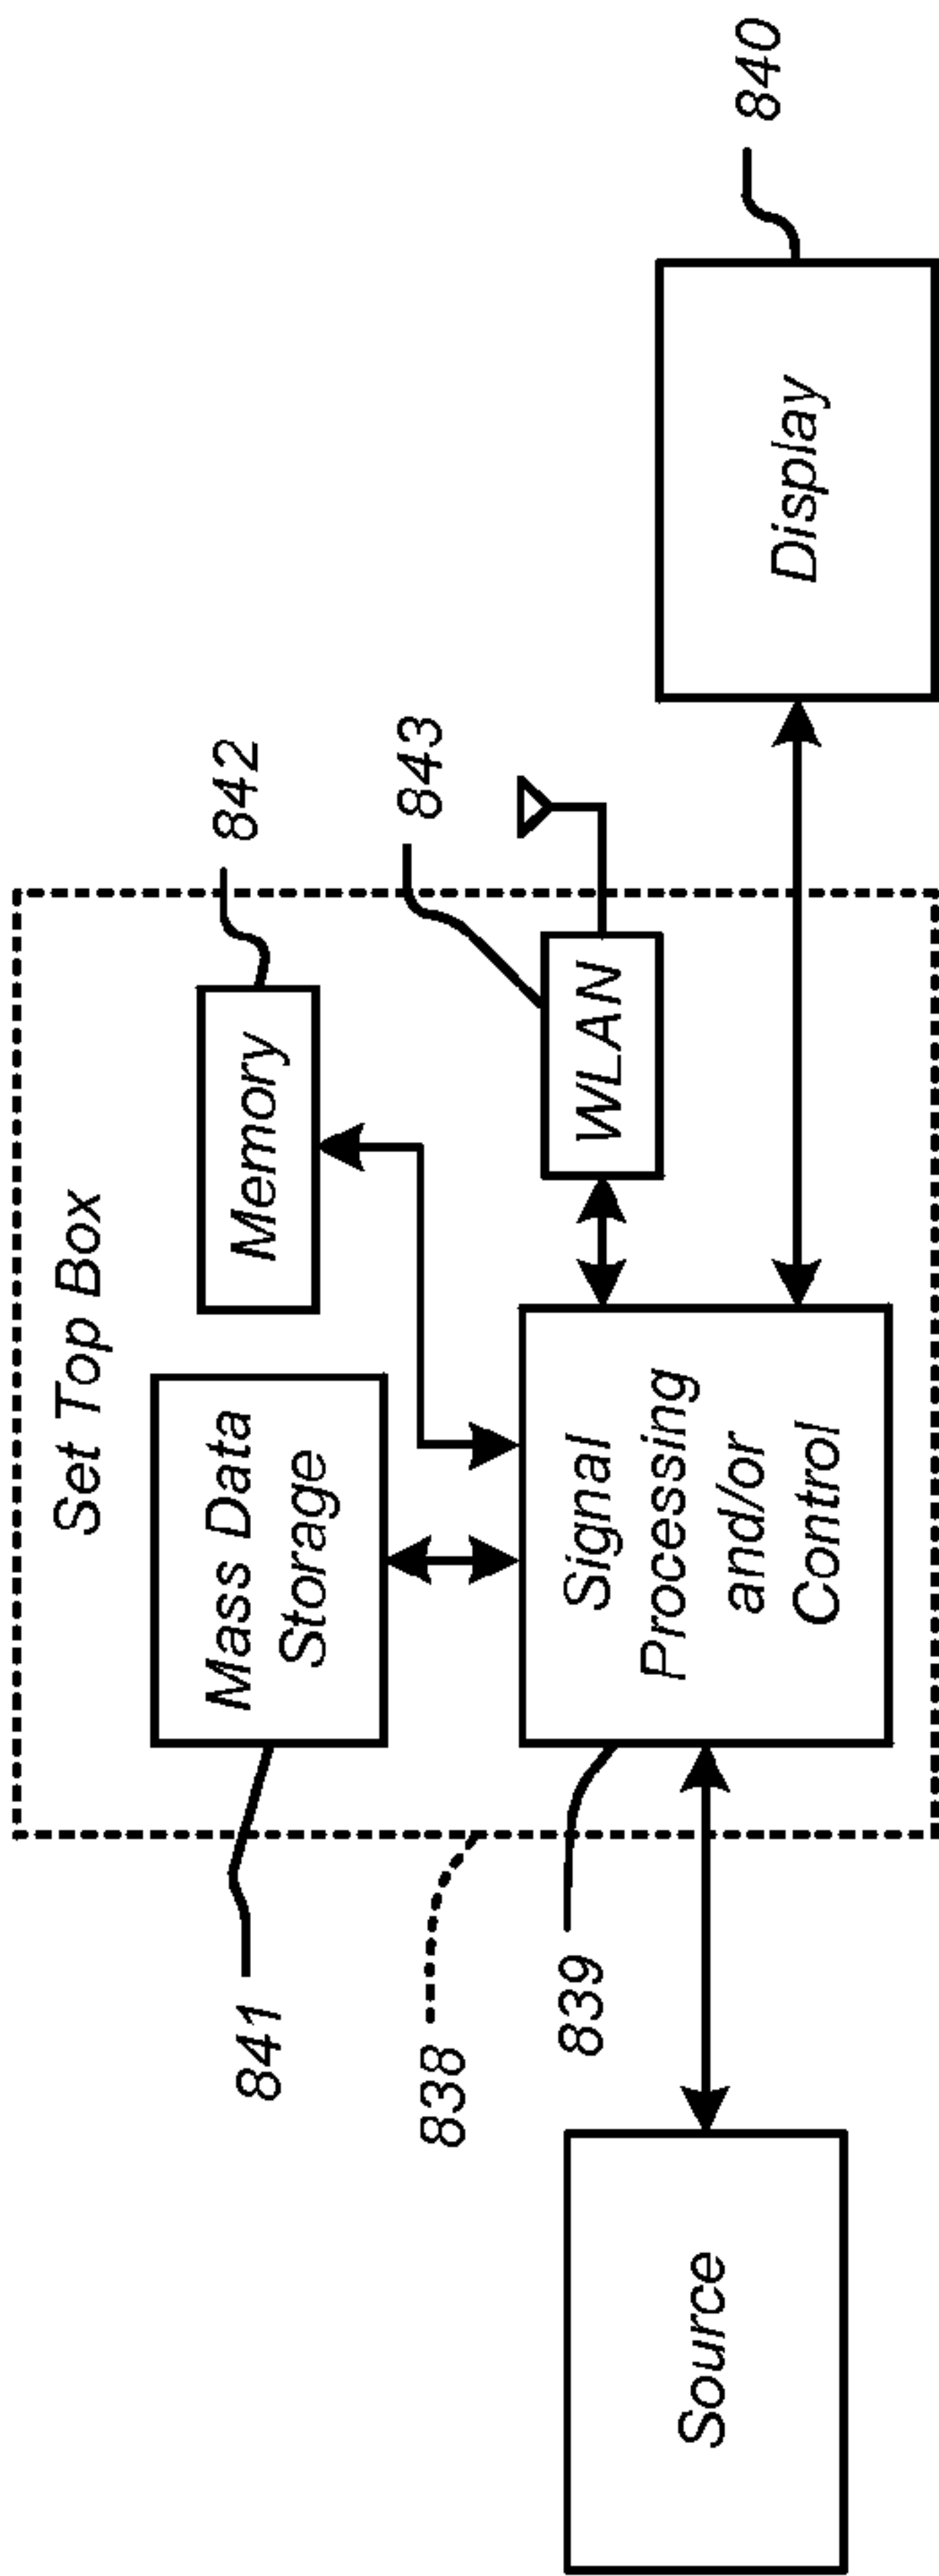 Set Top Box
841
Mass Data
Storage
Memory
842
838
839
Signal
Processing
and/or
Control
WLAN
843
Source
Display
840